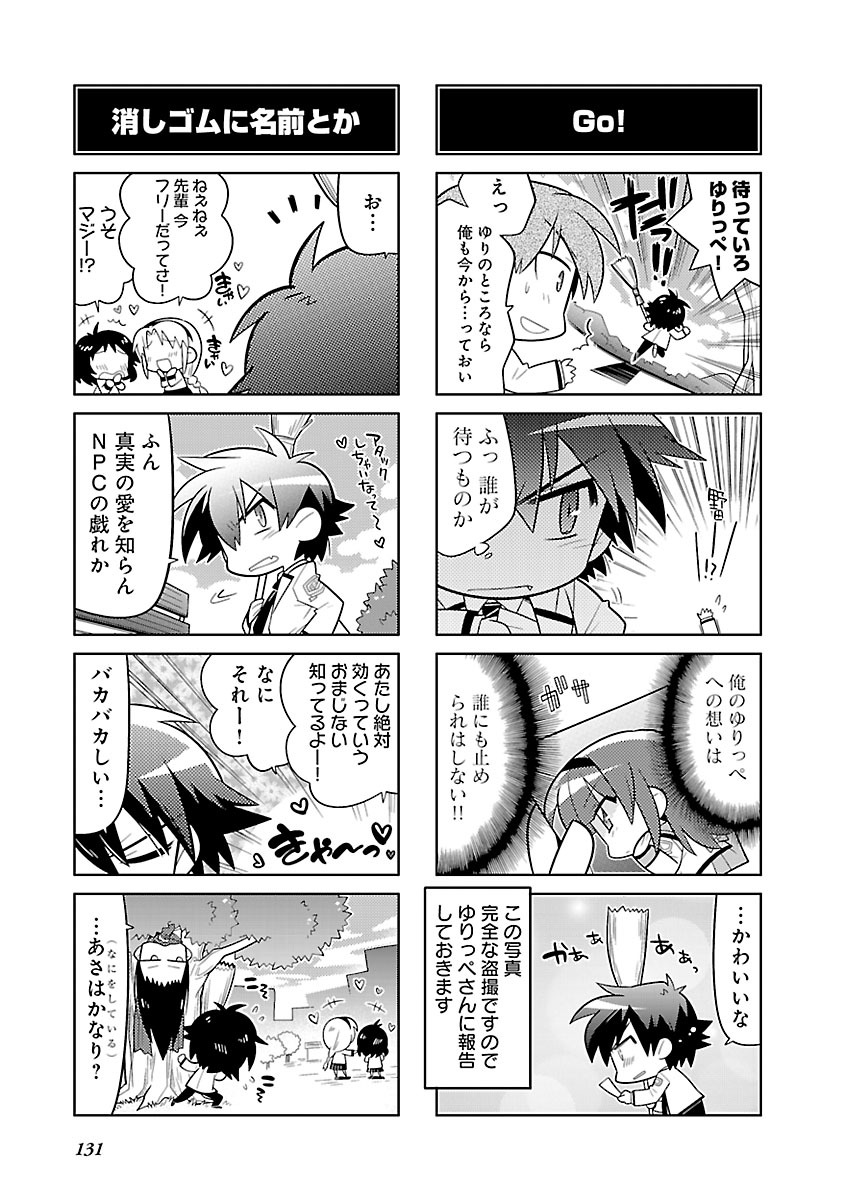 Go!
待っていろ
ゆりっぺ!
!!
えっ
ゆりのところなら
俺も今から…っておい
野田
!?
ふっ 誰が
待つものか
俺のゆりっぺ
への想いは
ガサ
誰にも止め
られはしない!!
…かわいいな
ぁぁ
ぁぁ
かぁ
この写真
完全な盗撮ですので
ゆりっぺさんに報告
しておきます
消しゴムに名前とか
お…
ねぇねぇ
先輩 今
フリーだってさ!
うそ
マジー!?
きゃい
きゃい
アタック
しちゃいなって〜
ふん
真実の愛を知らん
NPCの戯れか
あたし絶対
効くっていう
おまじない
知ってるよー!
なに
それー!
きゃ〜っ
バカバカしい…
…あさはかなり?
(なにをしている)
131